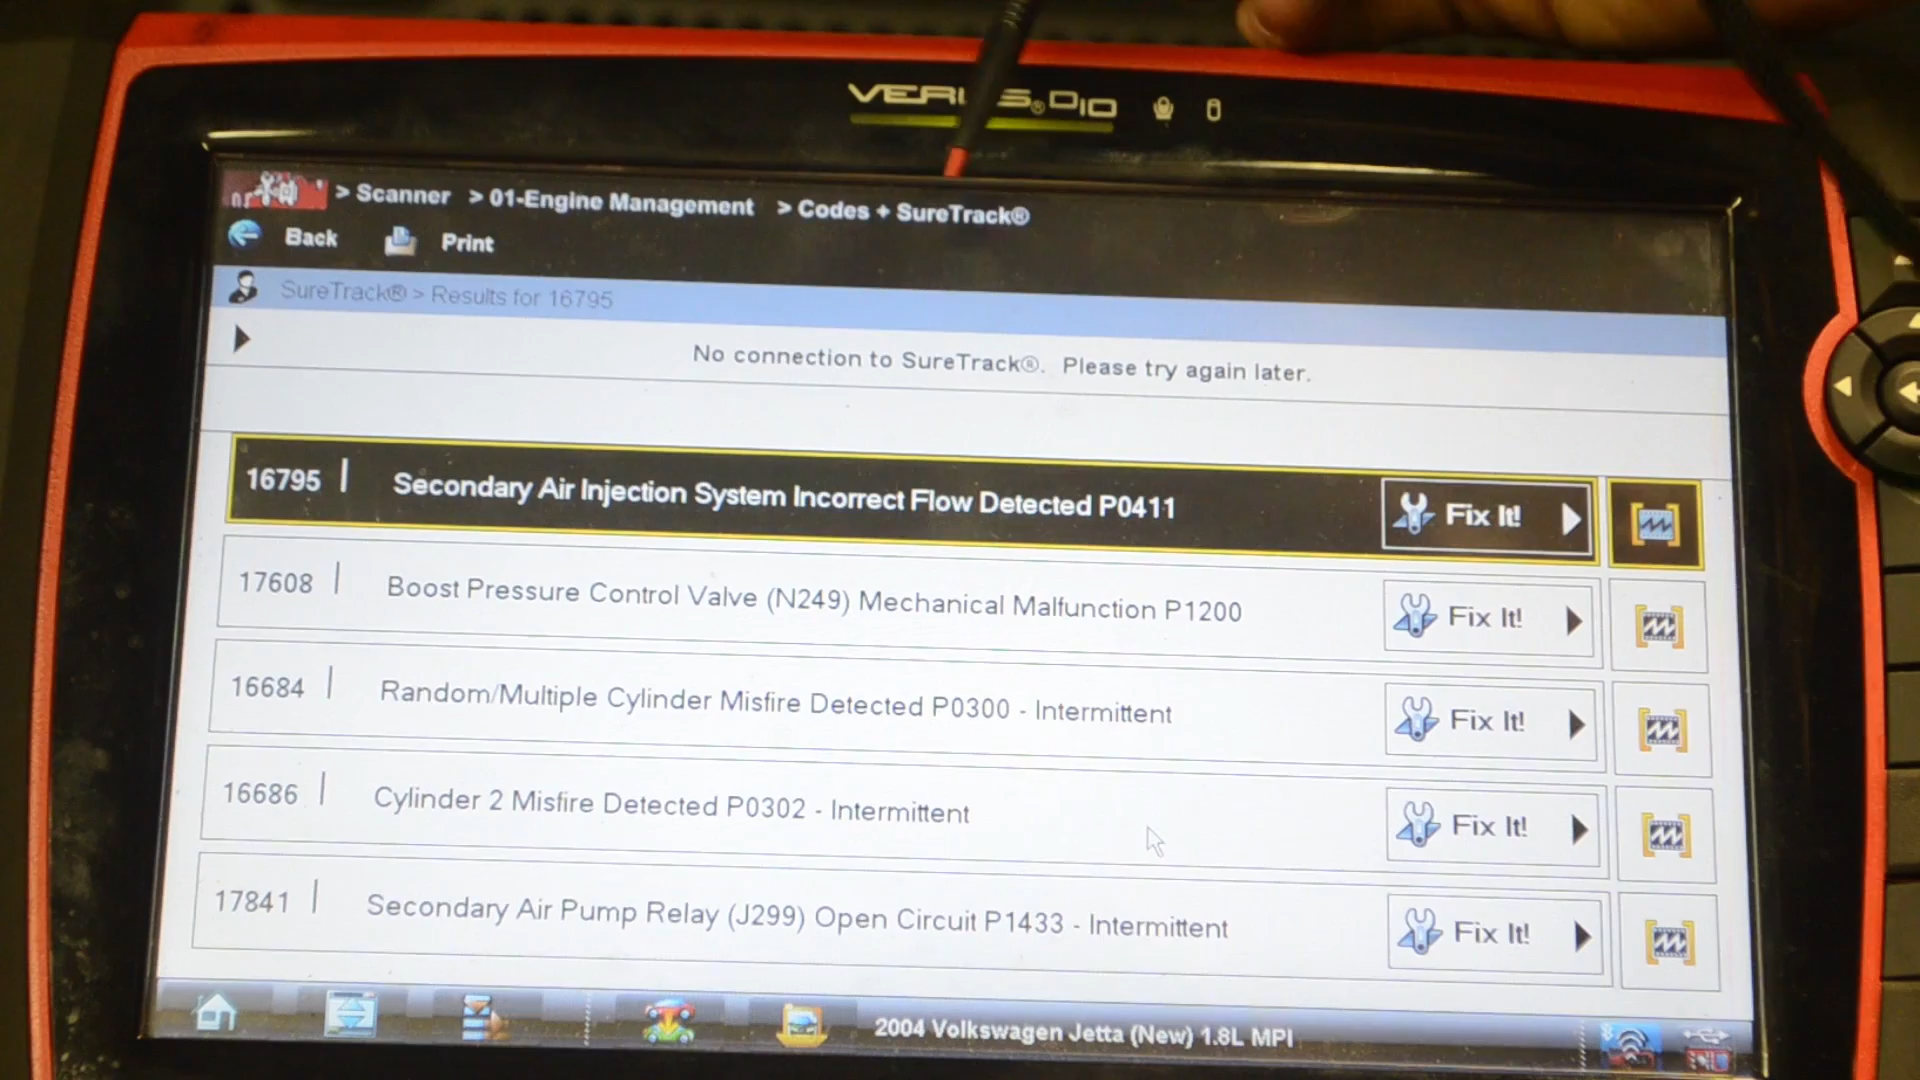 > Scanner > 01-Engine Management > Codes + SureTrack®
Back Print
SureTrack® > Results for 16795
No connection to SureTrack®. Please try again later.
16795 | Secondary Air Injection System Incorrect Flow Detected P0411 Fix It!
17608 | Boost Pressure Control Valve (N249) Mechanical Malfunction P1200 Fix It!
16684 | Random/Multiple Cylinder Misfire Detected P0300 - Intermittent Fix It!
16686 | Cylinder 2 Misfire Detected P0302 - Intermittent Fix It!
17841 | Secondary Air Pump Relay (J299) Open Circuit P1433 - Intermittent Fix It!
2004 Volkswagen Jetta (New) 1.8L MPI